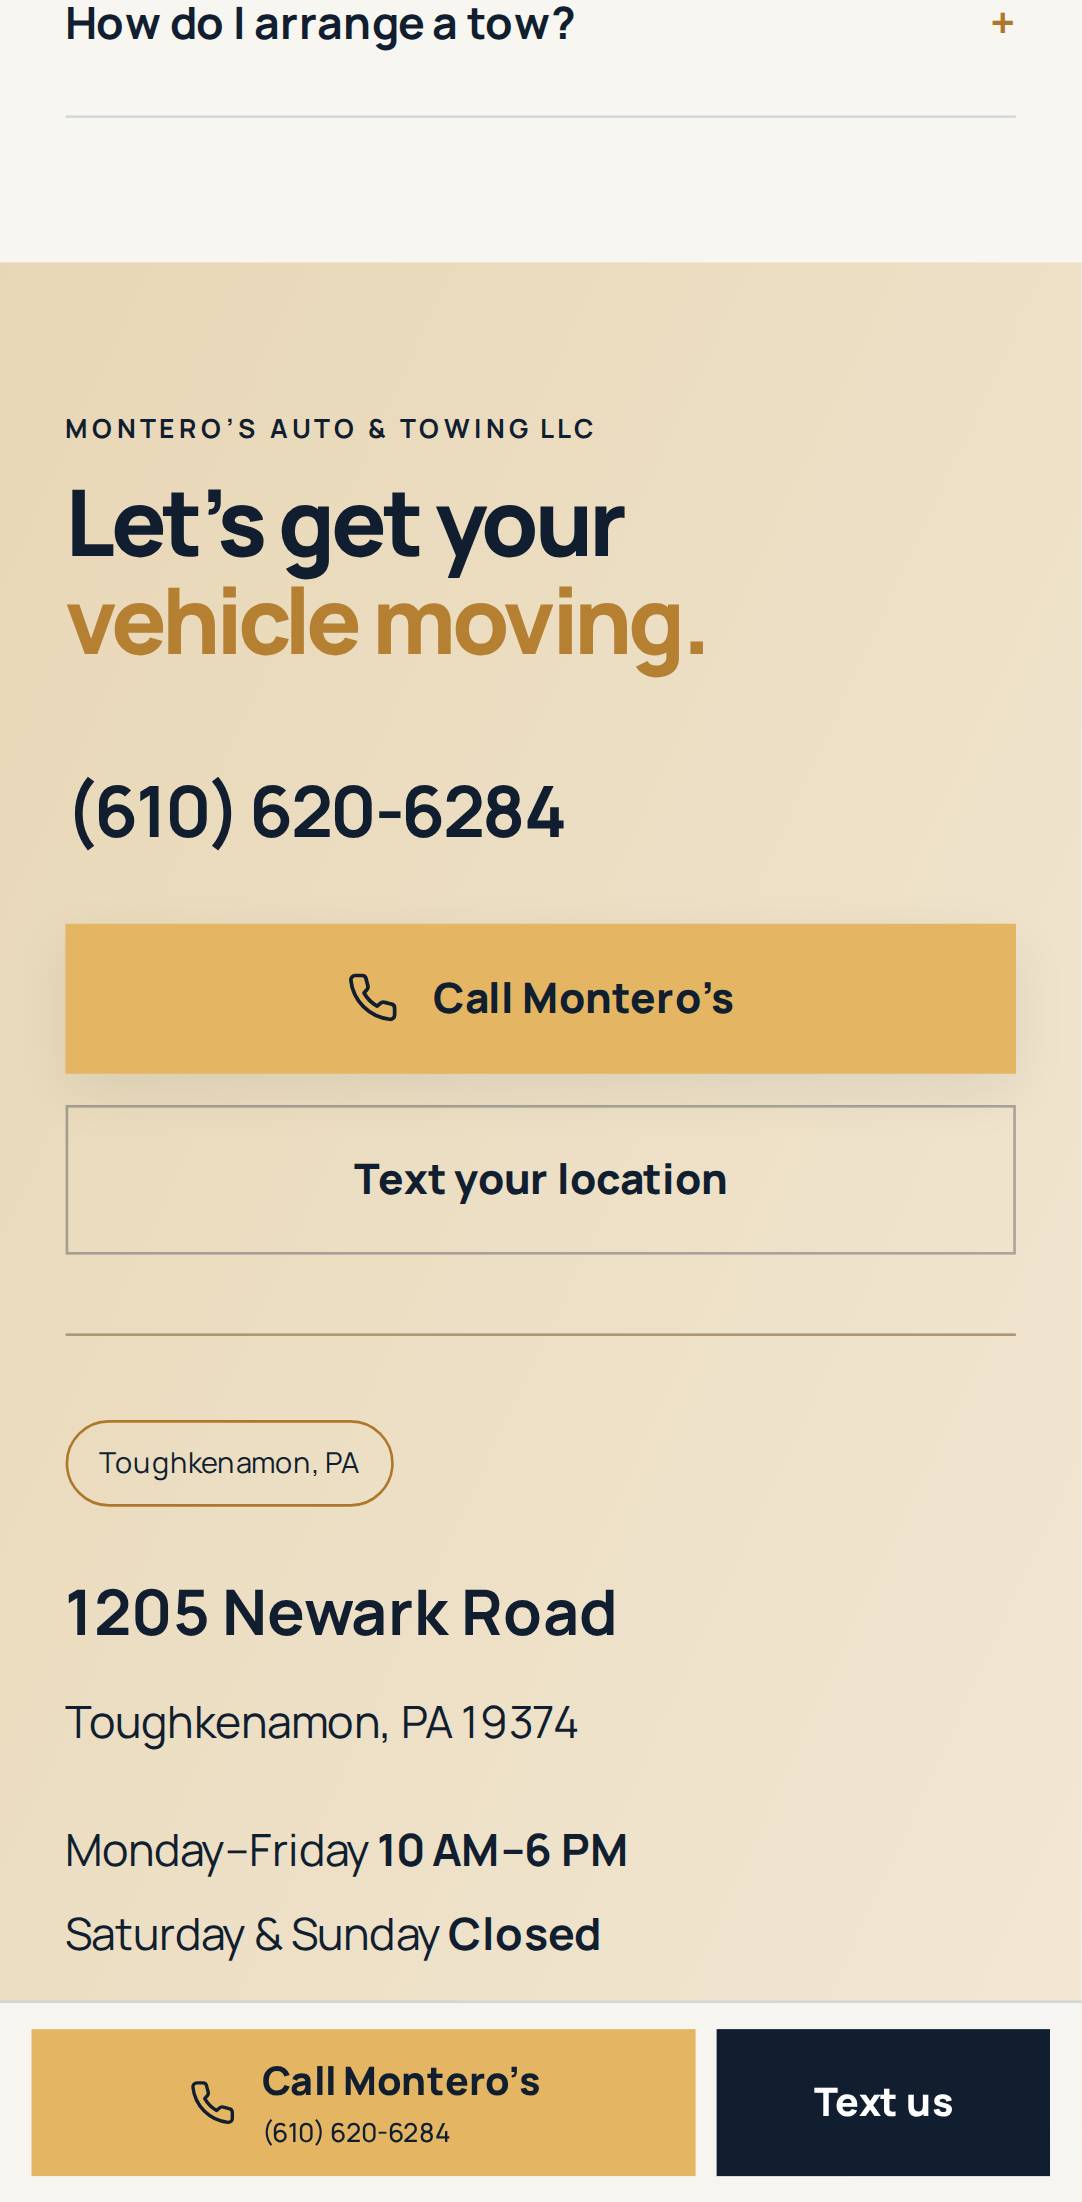 How do I arrange a tow?
+
MONTERO’S AUTO & TOWING LLC
Let’s get your
vehicle moving.
(610) 620-6284
Call Montero’s
Text your location
Toughkenamon, PA
1205 Newark Road
Toughkenamon, PA 19374
Monday–Friday 10 AM–6 PM
Saturday & Sunday Closed
Call Montero’s
(610) 620-6284
Text us